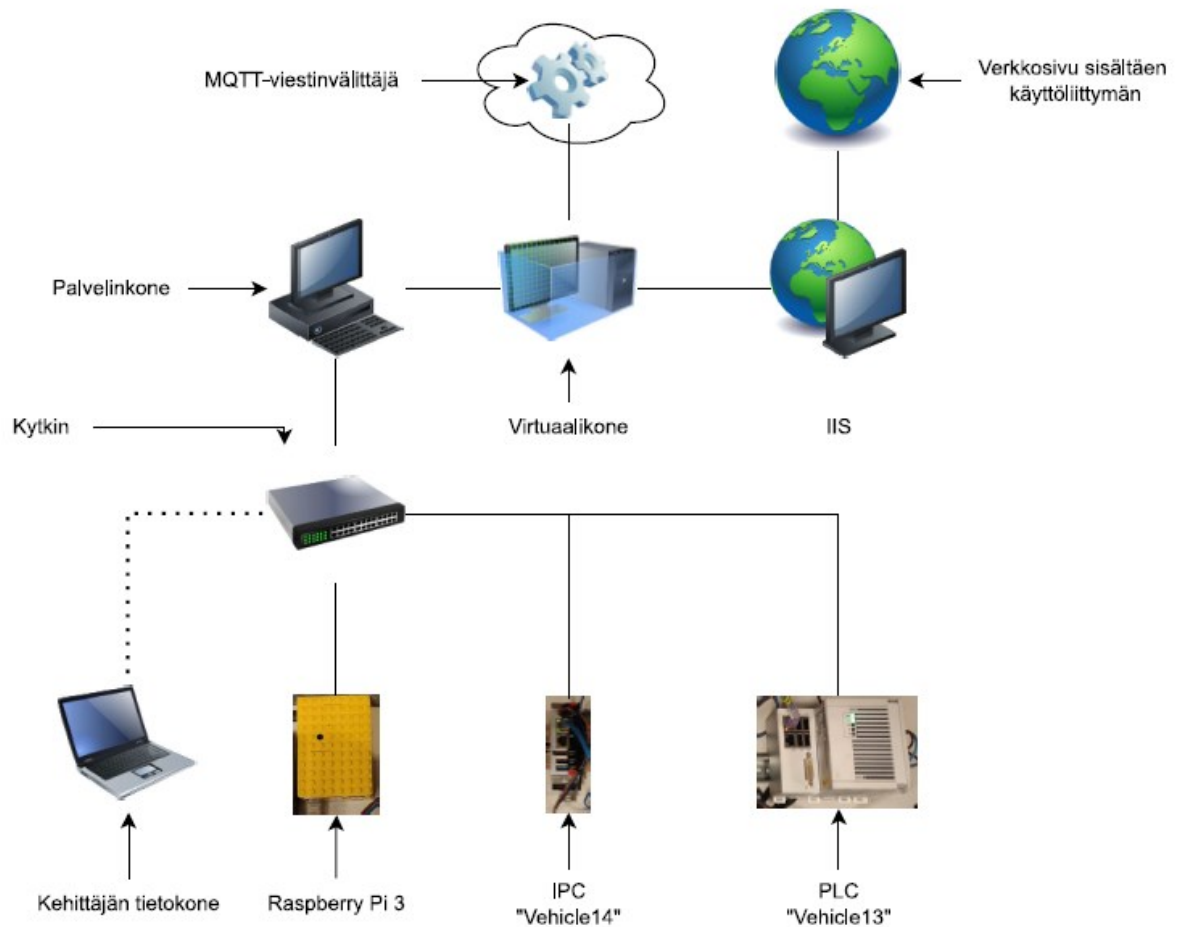 MQTT-viestinvälittäjä
Verkkosivu sisältäen
käyttöliittymän
Palvelinkone
Kytkin
Virtuaalikone
IIS
Kehittäjän tietokone
Raspberry Pi 3
IPC
"Vehicle14"
PLC
"Vehicle13"